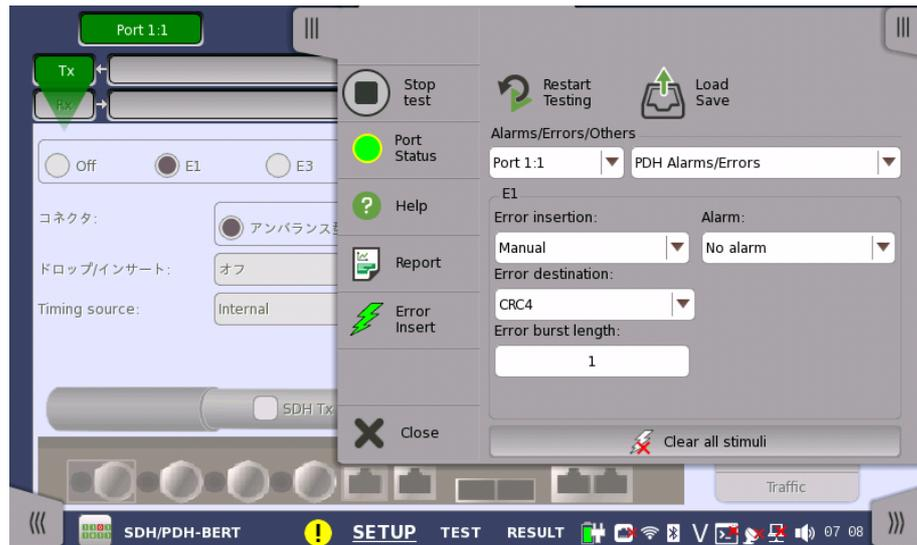 Port 1:1
Tx
Rx
Off
E1
E3
コネクタ:
アンバランス
ドロップ/インサート:
オフ
Timing source:
Internal
SDH Tx
Stop
test
Port
Status
Help
Report
Error
Insert
Close
Restart
Testing
Load
Save
Alarms/Errors/Others
Port 1:1
PDH Alarms/Errors
E1
Error insertion:
Alarm:
Manual
No alarm
Error destination:
CRC4
Error burst length:
1
Clear all stimuli
Traffic
SDH/PDH-BERT
SETUP
TEST
RESULT
07 08